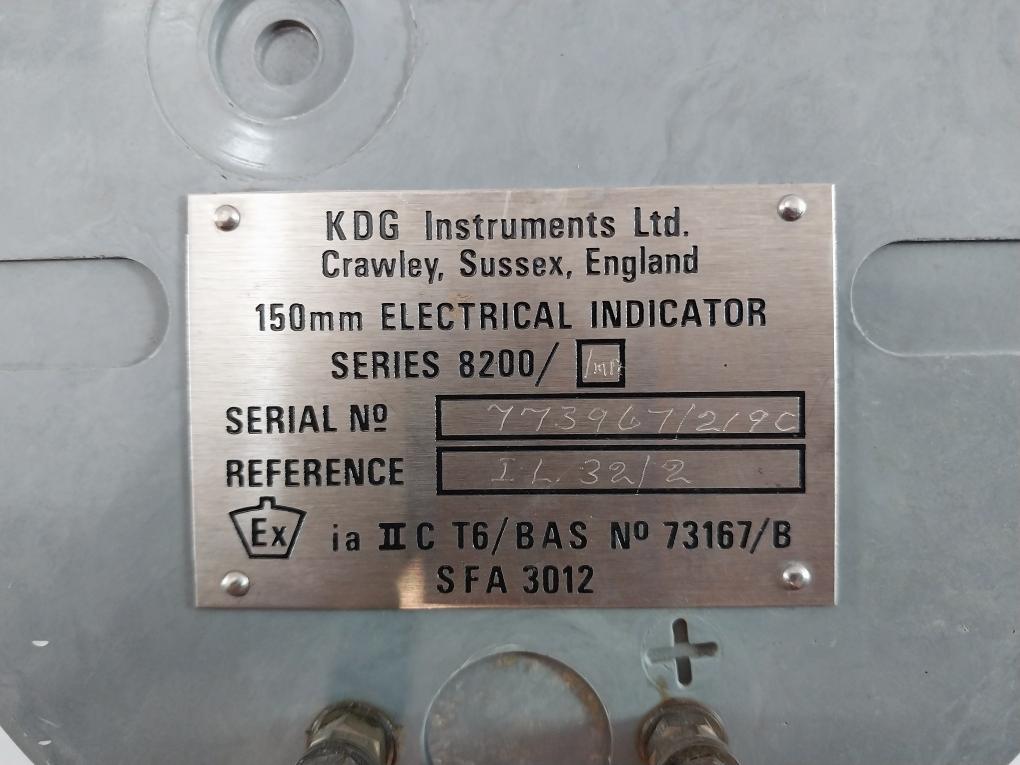 KDG Instruments Ltd.
Crawley, Sussex, England
150mm ELECTRICAL INDICATOR
SERIES 8200/
SERIAL Nº 773967/2/9C
REFERENCE I.L. 32/2
Ex ia IIC T6/BAS Nº 73167/B
SFA 3012
+